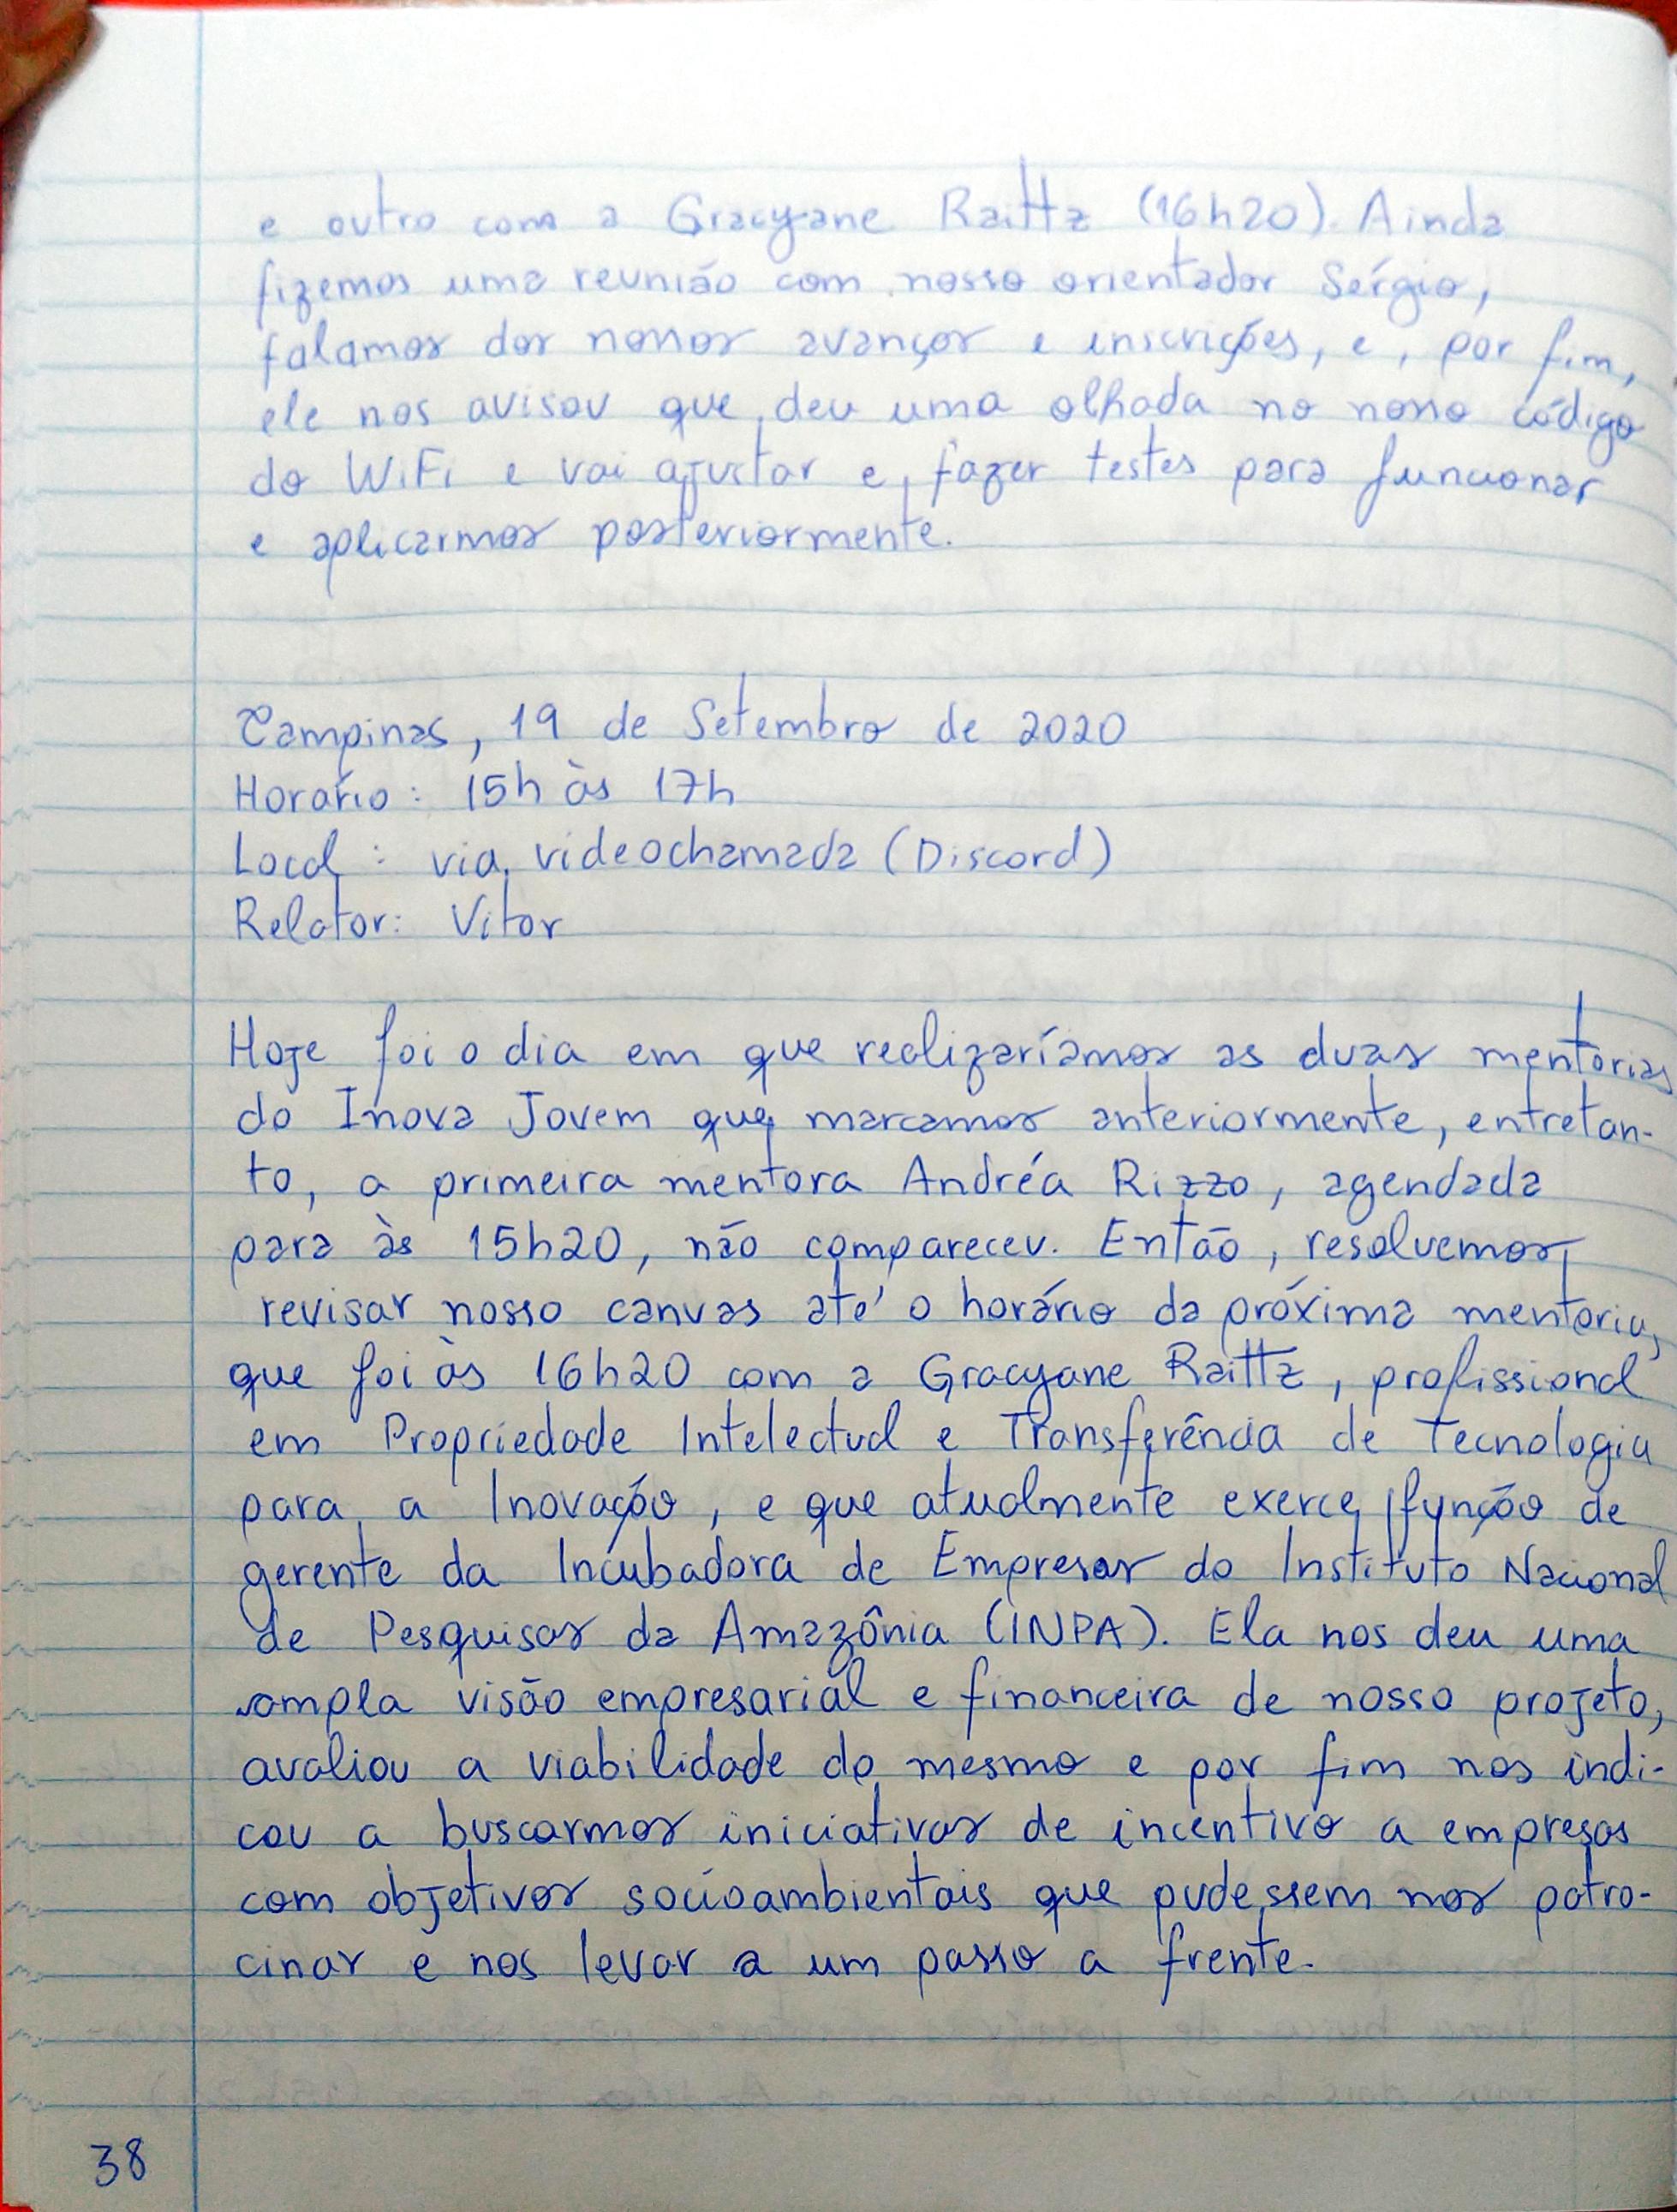 e outro com a Gracyane Raittz (16h20). Ainda
fizemos uma reunião com nosso orientador Sérgio,
falamos dos nossos avanços e inscrições, e, por fim,
ele nos avisou que deu uma olhada no nosso código
do WiFi e vai ajustar e fazer testes para funcionar
e aplicarmos posteriormente.
Campinas, 19 de Setembro de 2020
Horário: 15h às 17h
Local: via videochamada (Discord)
Relator: Vitor
Hoje foi o dia em que realizaríamos as duas mentorias
do Inova Jovem que marcamos anteriormente, entretan-
to, a primeira mentora Andréa Rizzo, agendada
para às 15h20, não compareceu. Então, resolvemos
revisar nosso canvas até o horário da próxima mentoria,
que foi às 16h20 com a Gracyane Raittz, profissional
em Propriedade Intelectual e Transferência de Tecnologia
para a Inovação, e que atualmente exerce função de
gerente da Incubadora de Empresas do Instituto Nacional
de Pesquisas da Amazônia (INPA). Ela nos deu uma
ampla visão empresarial e financeira de nosso projeto,
avaliou a viabilidade do mesmo e por fim nos indi-
cou a buscarmos iniciativas de incentivo a empresas
com objetivos socioambientais que pudessem nos patro-
cinar e nos levar a um passo a frente.
38